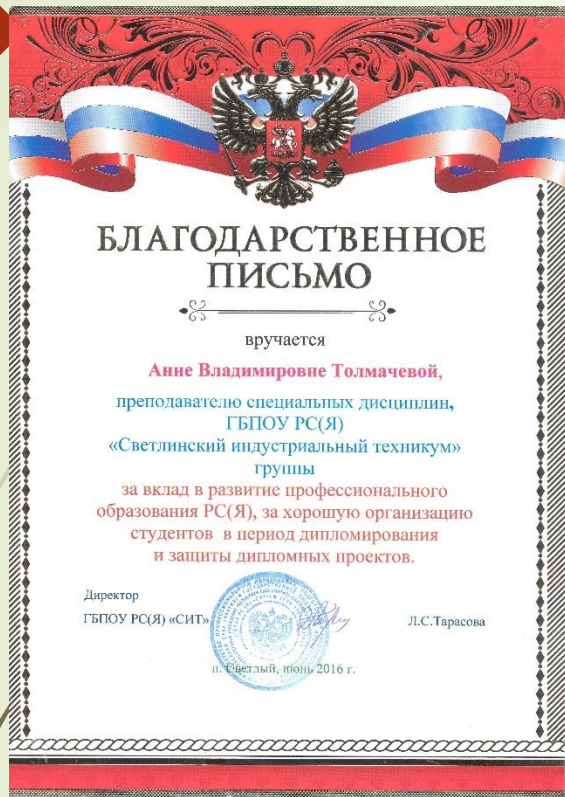 БЛАГОДАРСТВЕННОЕ
ПИСЬМО
вручается
Анне Владимировне Толмачевой,
преподавателю специальных дисциплин,
ГБПОУ РС(Я)
«Светлинский индустриальный техникум»
группы
за вклад в развитие профессионального
образования РС(Я), за хорошую организацию
студентов в период дипломирования
и защиты дипломных проектов.
Директор
ГБПОУ РС(Я) «СИТ»
Л.С.Тарасова
п. Светлый, июнь 2016 г.